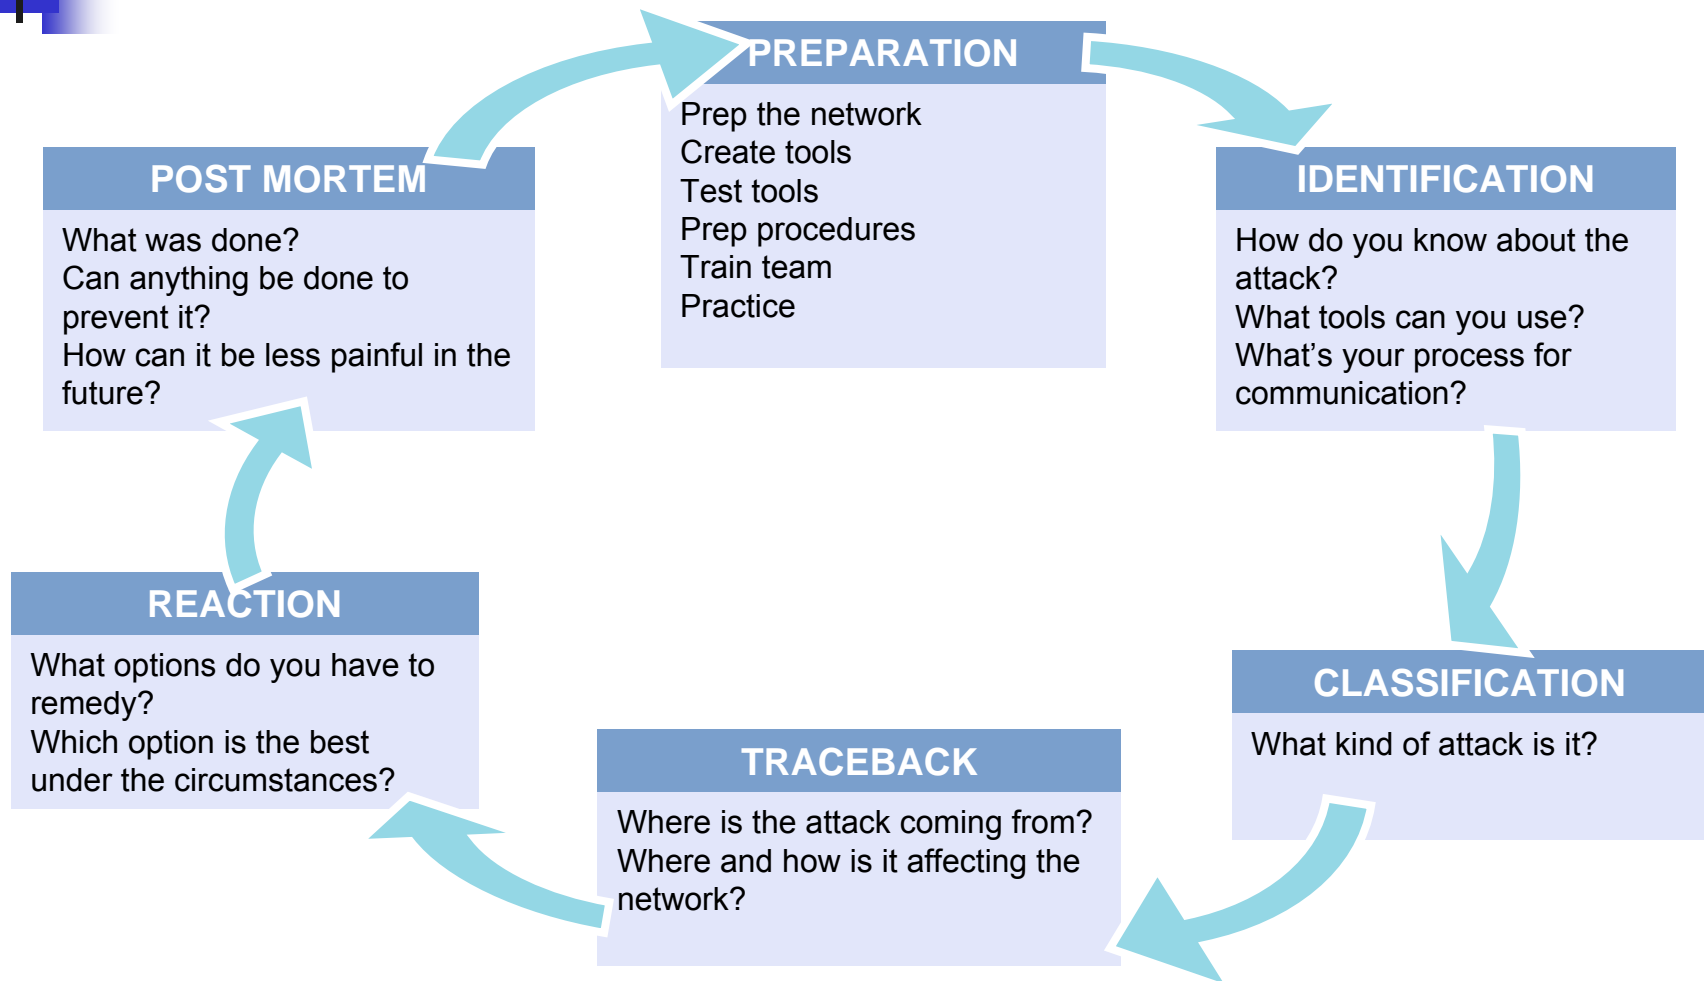 PREPARATION
Prep the network
Create tools
Test tools
Prep procedures
Train team
Practice
IDENTIFICATION
How do you know about the
attack?
What tools can you use?
What’s your process for
communication?
CLASSIFICATION
What kind of attack is it?
TRACEBACK
Where is the attack coming from?
Where and how is it affecting the
network?
REACTION
What options do you have to
remedy?
Which option is the best
under the circumstances?
POST MORTEM
What was done?
Can anything be done to
prevent it?
How can it be less painful in the
future?